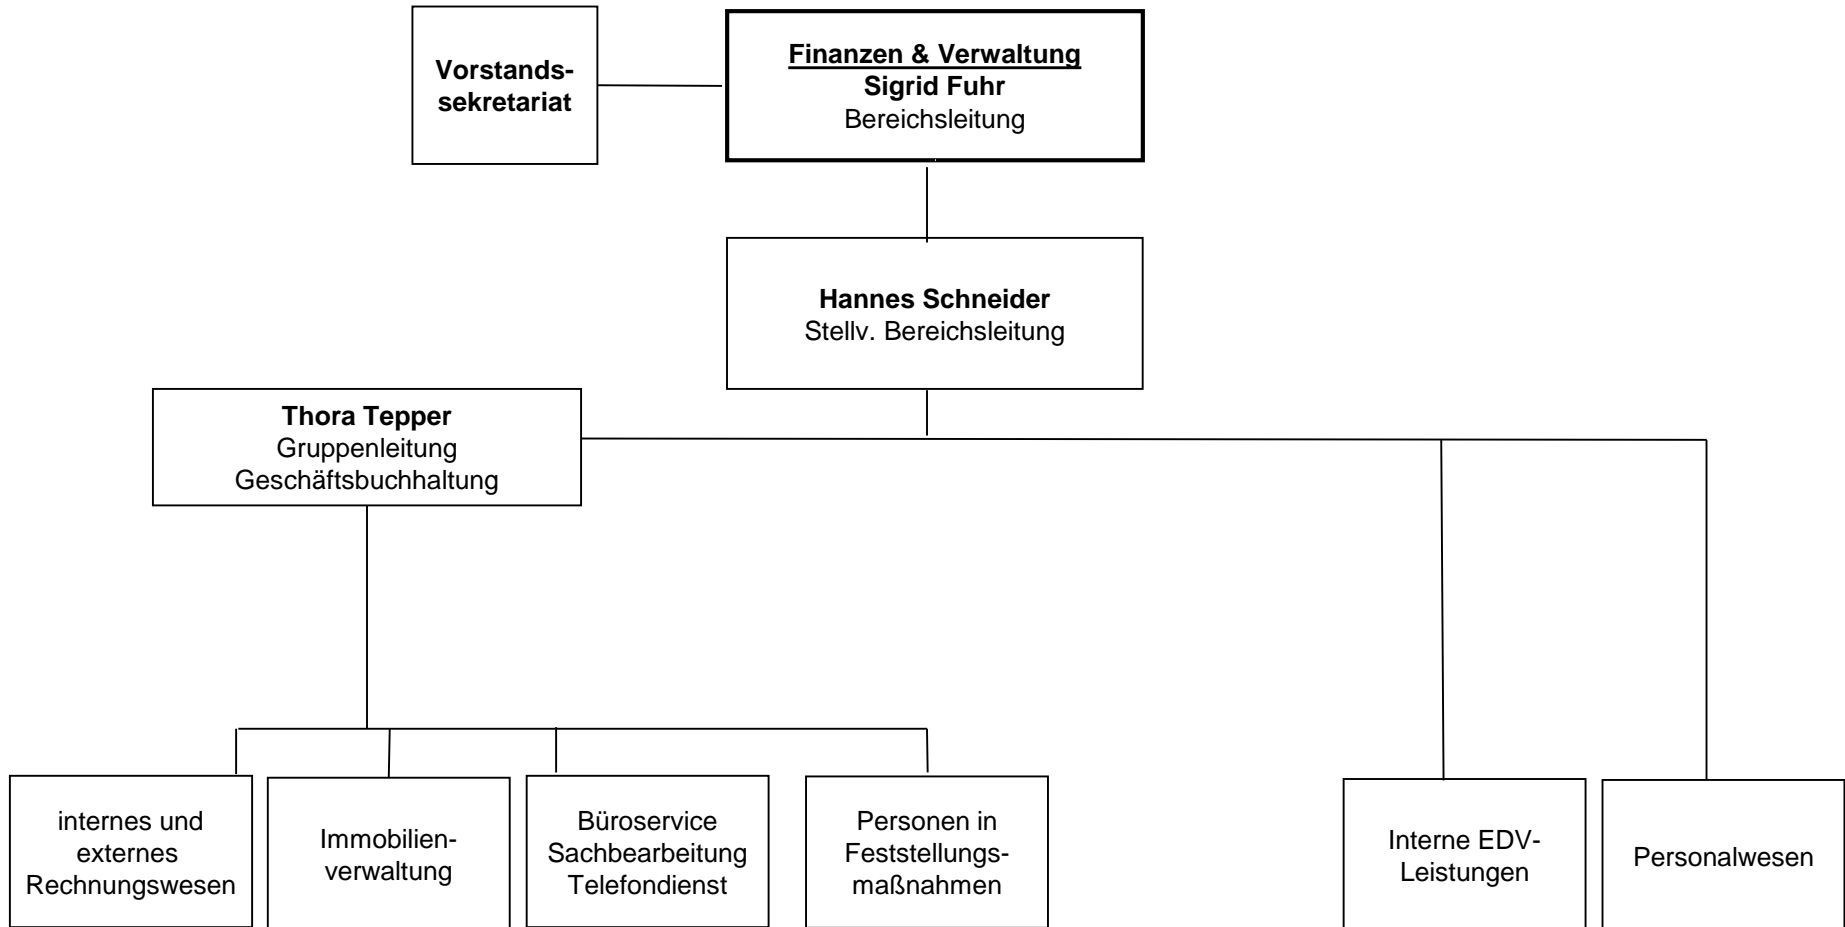 Vorstands-
sekretariat
Finanzen & Verwaltung
Sigrid Fuhr
Bereichsleitung
Hannes Schneider
Stellv. Bereichsleitung
Thora Tepper
Gruppenleitung
Geschäftsbuchhaltung
internes und
externes
Rechnungswesen
Immobilien-
verwaltung
Büroservice
Sachbearbeitung
Telefondienst
Personen in
Feststellungs-
maßnahmen
Interne EDV-
Leistungen
Personalwesen